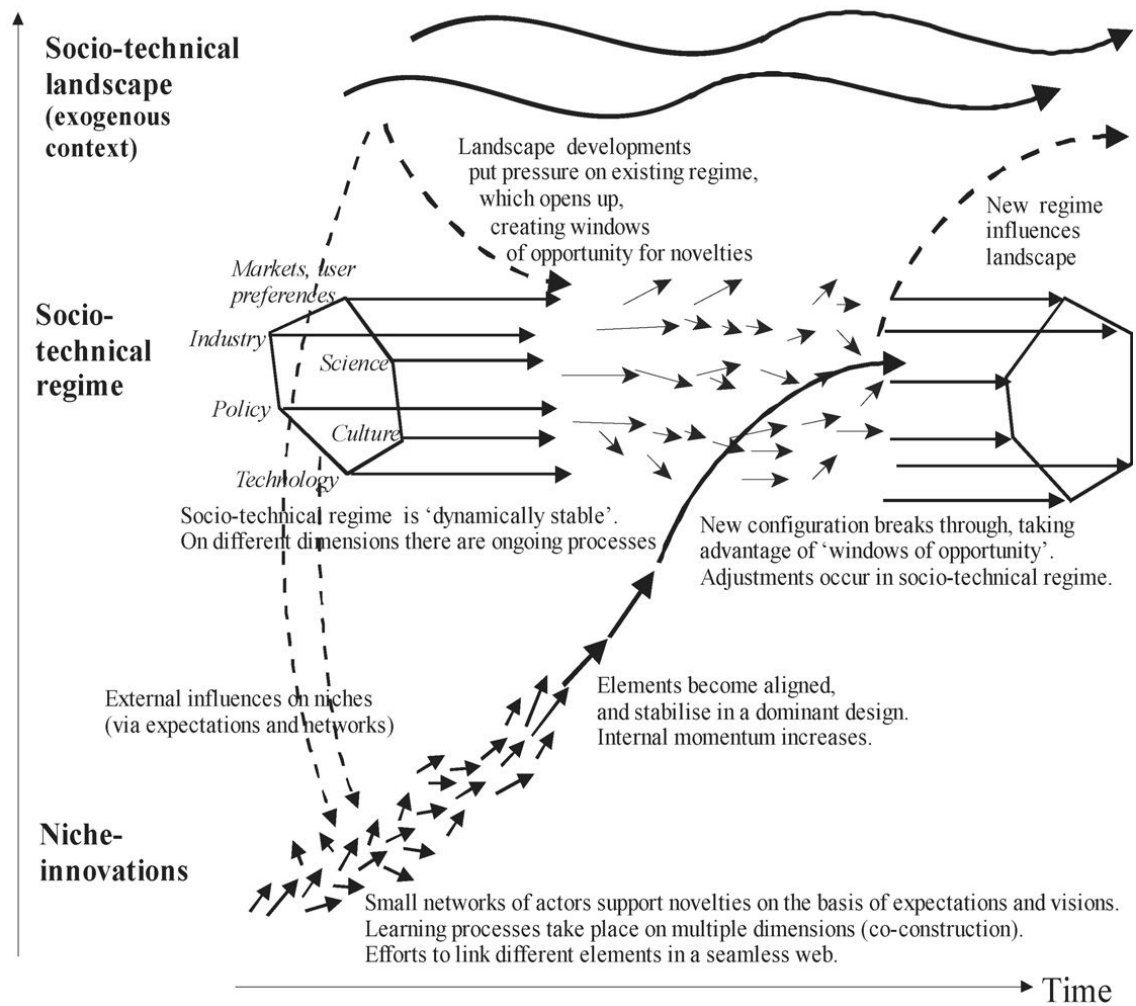 Socio-technical
landscape
(exogenous
context)
Landscape developments
put pressure on existing regime,
which opens up,
creating windows
of opportunity for novelties
New regime
influences
landscape
Markets, user
preferences
Industry
Science
Policy
Culture
Technology
Socio-
technical
regime
Socio-technical regime is ‘dynamically stable’.
On different dimensions there are ongoing processes
New configuration breaks through, taking
advantage of ‘windows of opportunity’.
Adjustments occur in socio-technical regime.
External influences on niches
(via expectations and networks)
Elements become aligned,
and stabilise in a dominant design.
Internal momentum increases.
Niche-
innovations
Small networks of actors support novelties on the basis of expectations and visions.
Learning processes take place on multiple dimensions (co-construction).
Efforts to link different elements in a seamless web.
Time